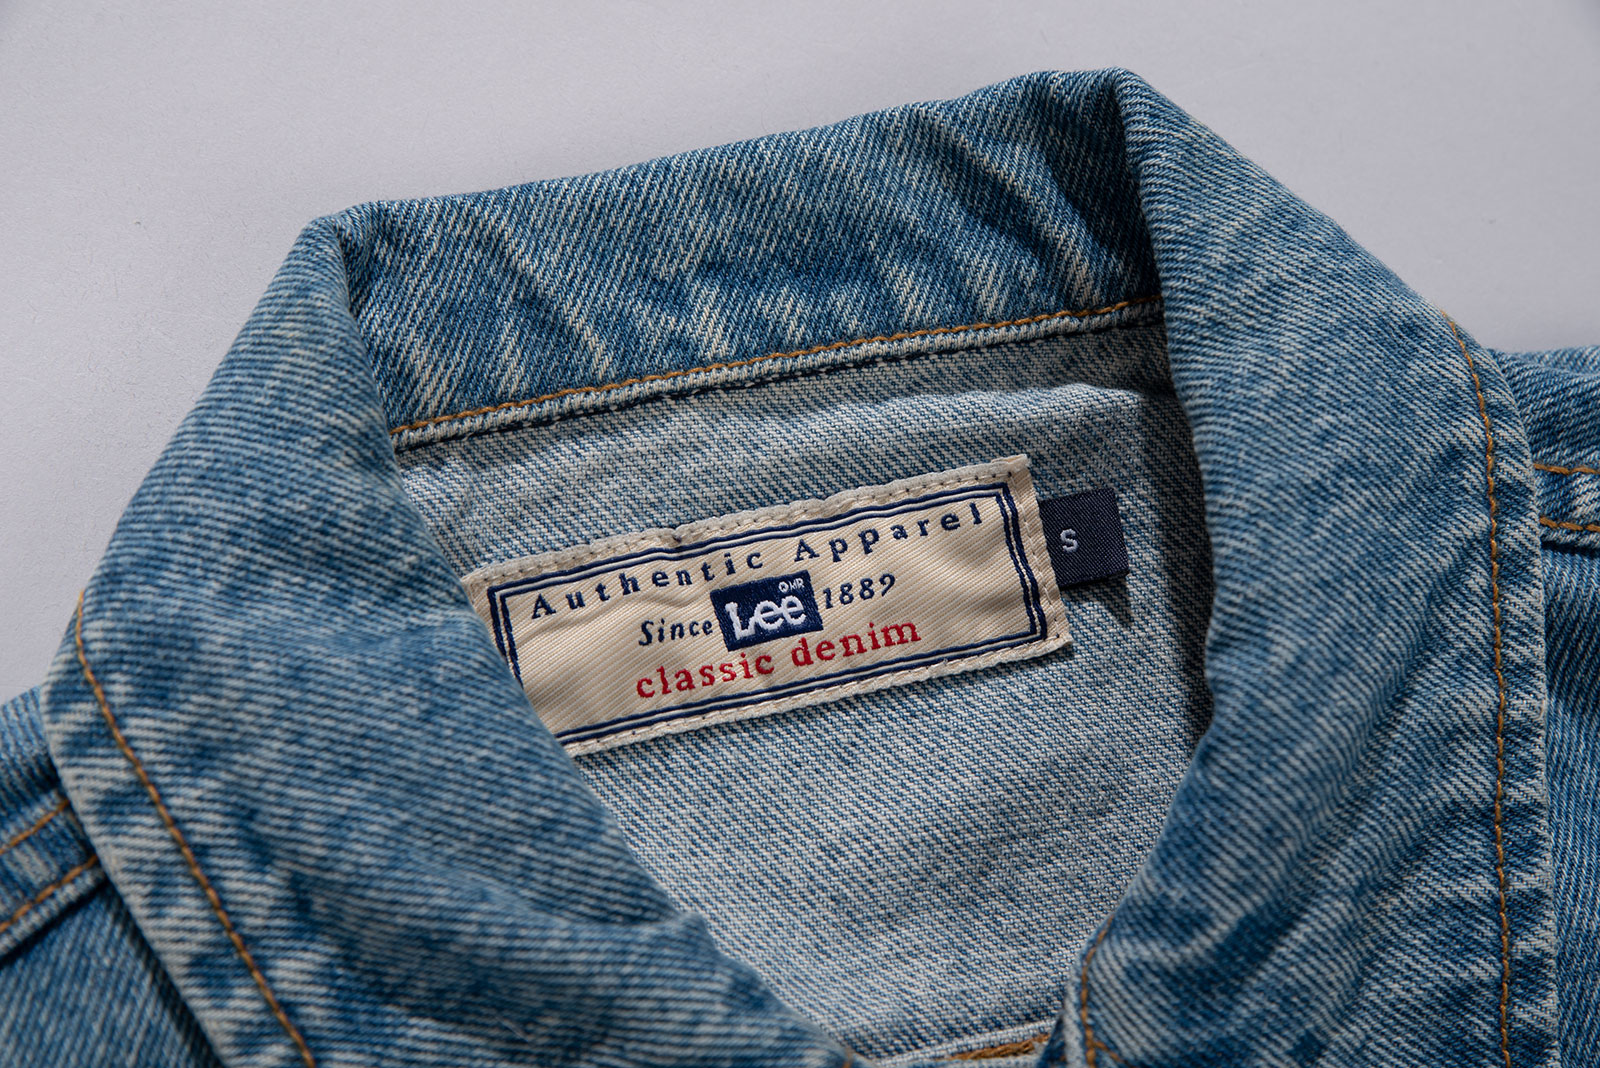 Authentic Apparel
Since Lee 1889
classic denim
S